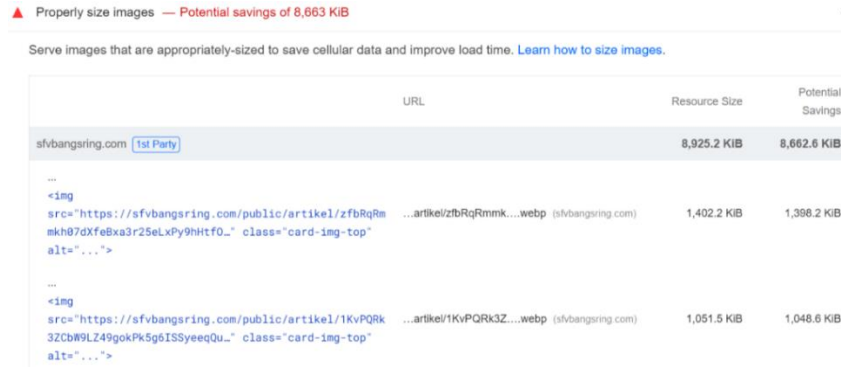 Properly size images — Potential savings of 8,663 KiB
Serve images that are appropriately-sized to save cellular data and improve load time. Learn how to size images.
URL Resource Size Potential Savings
sfvbangsring.com 1st Party 8,925.2 KiB 8,662.6 KiB
...
<img
src="https://sfvbangsring.com/public/artikel/zfbRqRm
mkh07dXfeBxa3r25eLxPy9hHtfO…" class="card-img-top"
alt="...">
...artikel/zfbRqRmmk....webp (sfvbangsring.com) 1,402.2 KiB 1,398.2 KiB
...
<img
src="https://sfvbangsring.com/public/artikel/1KvPQRk
3ZCbW9LZ49gokPk5g6ISSyeeqQu…" class="card-img-top"
alt="...">
...artikel/1KvPQRk3Z....webp (sfvbangsring.com) 1,051.5 KiB 1,048.6 KiB